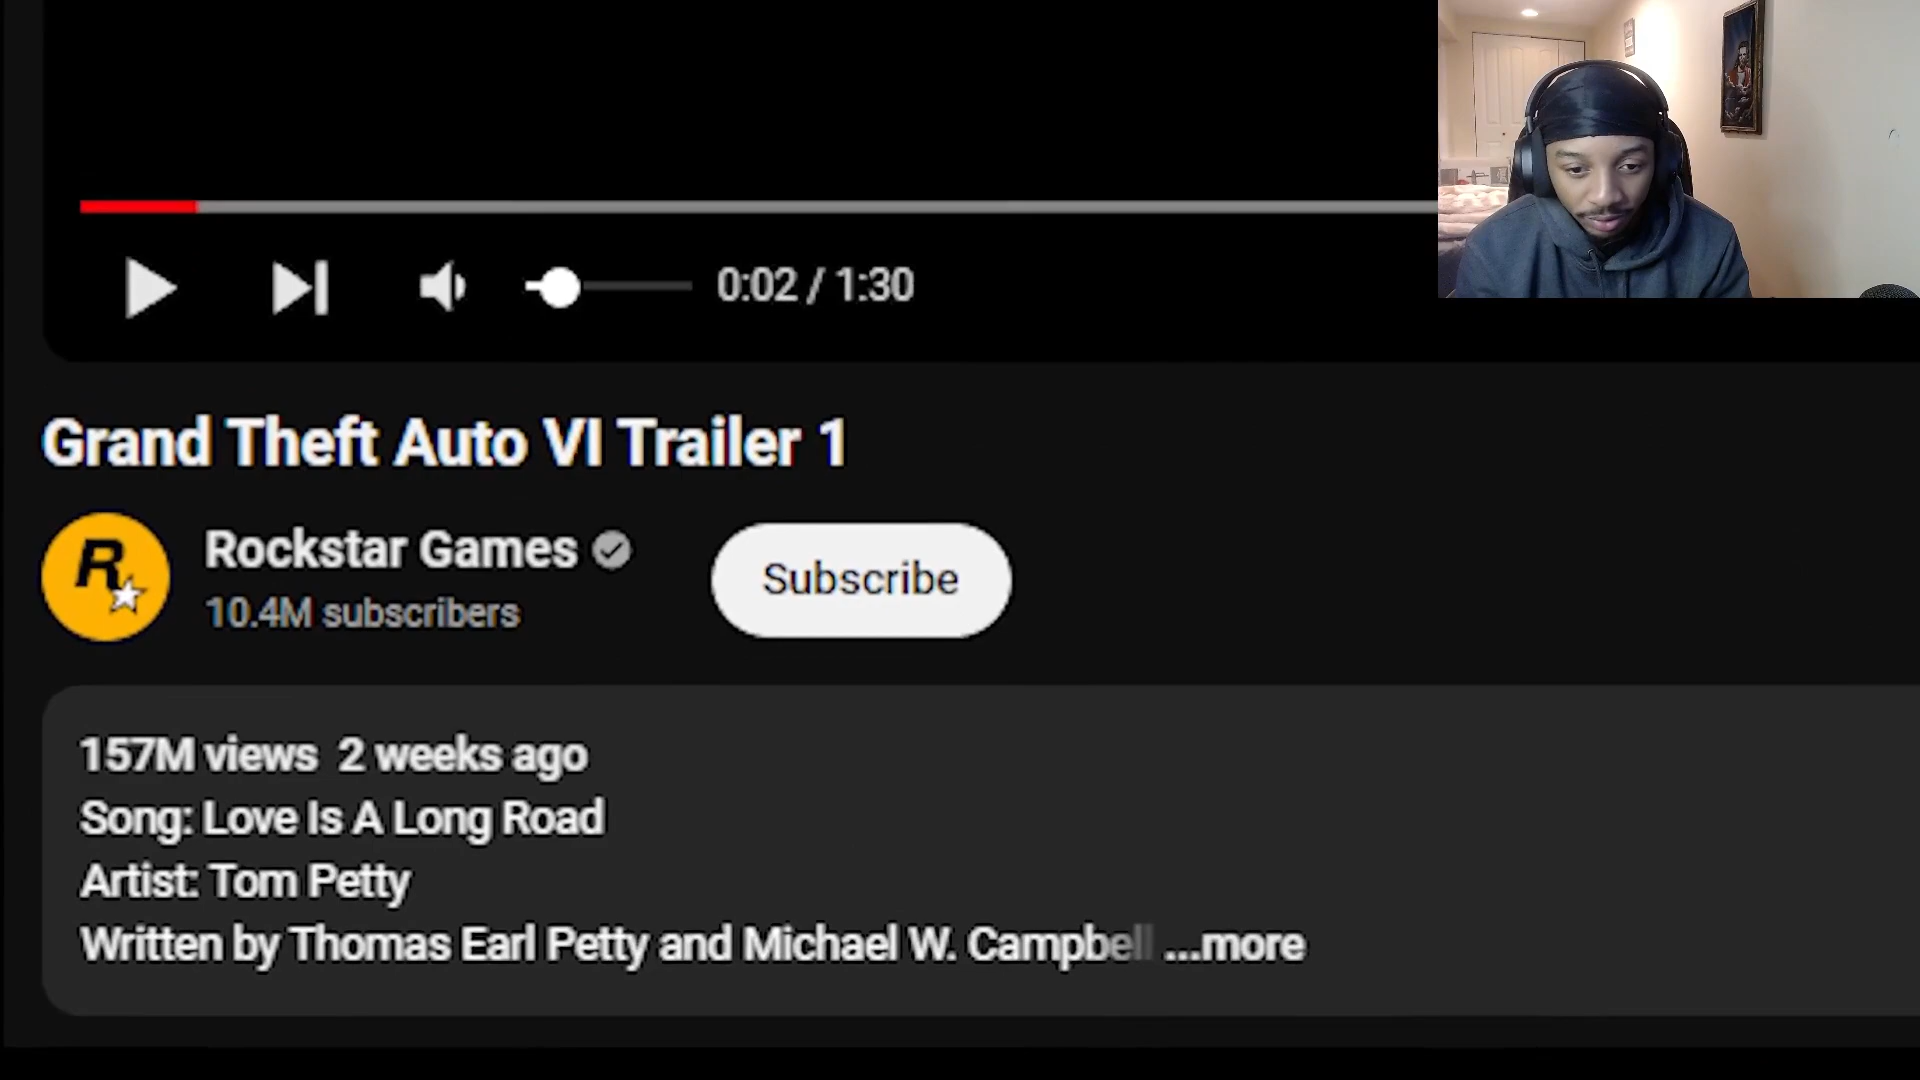 0:02 / 1:30
Grand Theft Auto VI Trailer 1
R
Rockstar Games
10.4M subscribers
Subscribe
157M views 2 weeks ago
Song: Love Is A Long Road
Artist: Tom Petty
Written by Thomas Earl Petty and Michael W. Campbell ...more